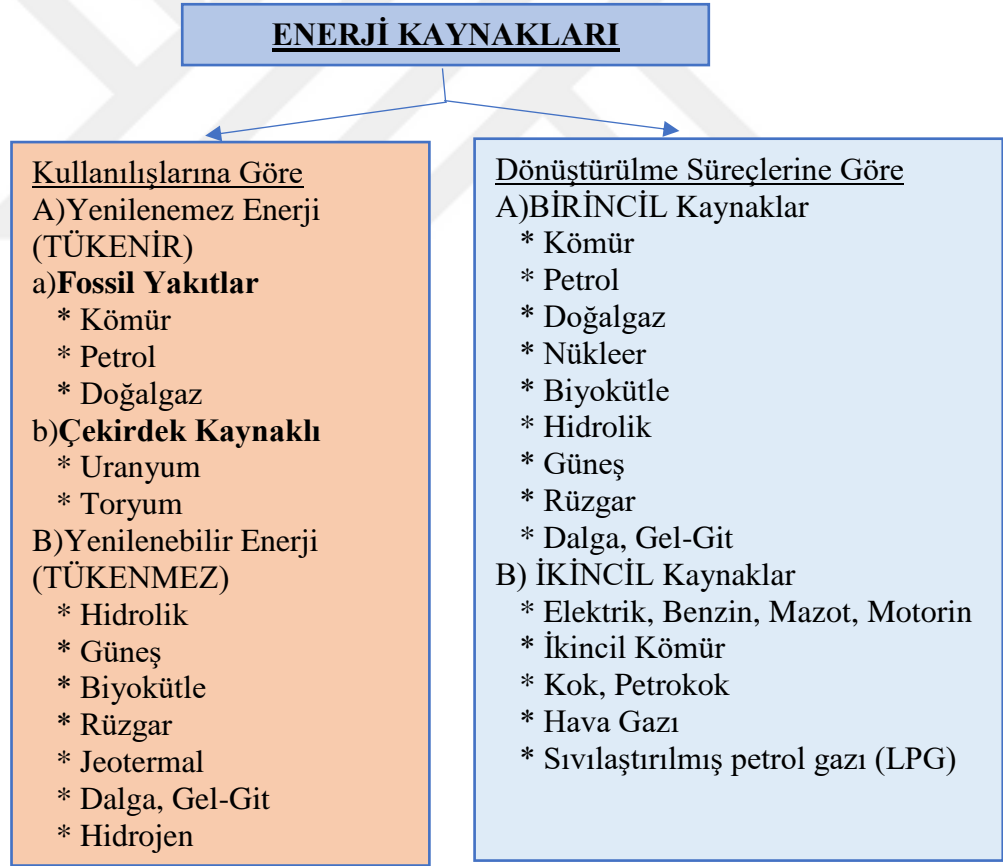 ENERJİ KAYNAKLARI
Kullanılışlarına Göre
A)Yenilenemez Enerji
(TÜKENİR)
a)Fossil Yakıtlar
* Kömür
* Petrol
* Doğalgaz
b)Çekirdek Kaynaklı
* Uranyum
* Toryum
B)Yenilenebilir Enerji
(TÜKENMEZ)
* Hidrolik
* Güneş
* Biyokütle
* Rüzgar
* Jeotermal
* Dalga, Gel-Git
* Hidrojen
Dönüştürülme Süreçlerine Göre
A)BİRİNCİL Kaynaklar
* Kömür
* Petrol
* Doğalgaz
* Nükleer
* Biyokütle
* Hidrolik
* Güneş
* Rüzgar
* Dalga, Gel-Git
B) İKİNCİL Kaynaklar
* Elektrik, Benzin, Mazot, Motorin
* İkincil Kömür
* Kok, Petrokok
* Hava Gazı
* Sıvılaştırılmış petrol gazı (LPG)